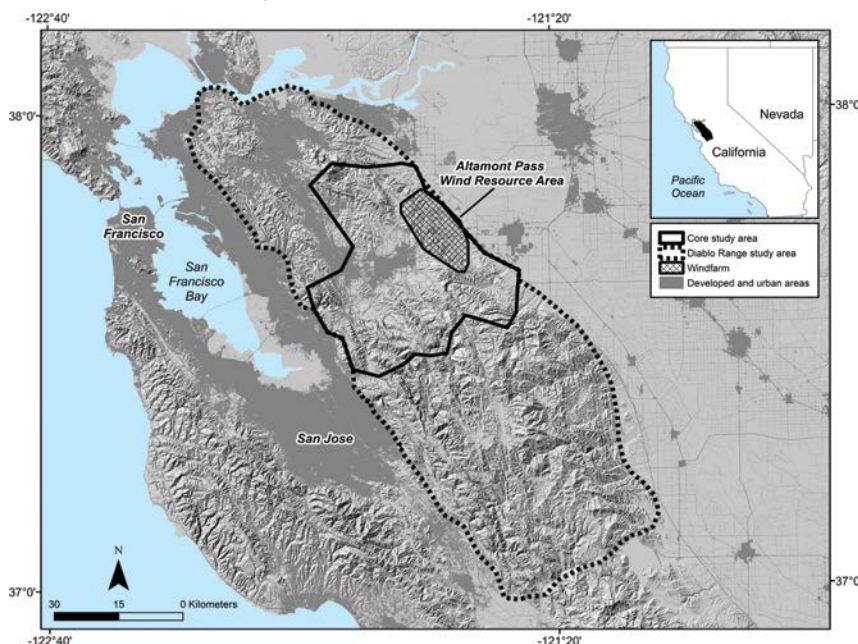 -122°40'
-121°20'
38°0'
38°0'
Nevada
California
Pacific
Ocean
Altamont Pass
Wind Resource Area
San
Francisco
San
Francisco
Bay
Core study area
Diablo Range study area
Windfarm
Developed and urban areas
San Jose
N
37°0'
37°0'
30 15 0 Kilometers
-122°40'
-121°20'